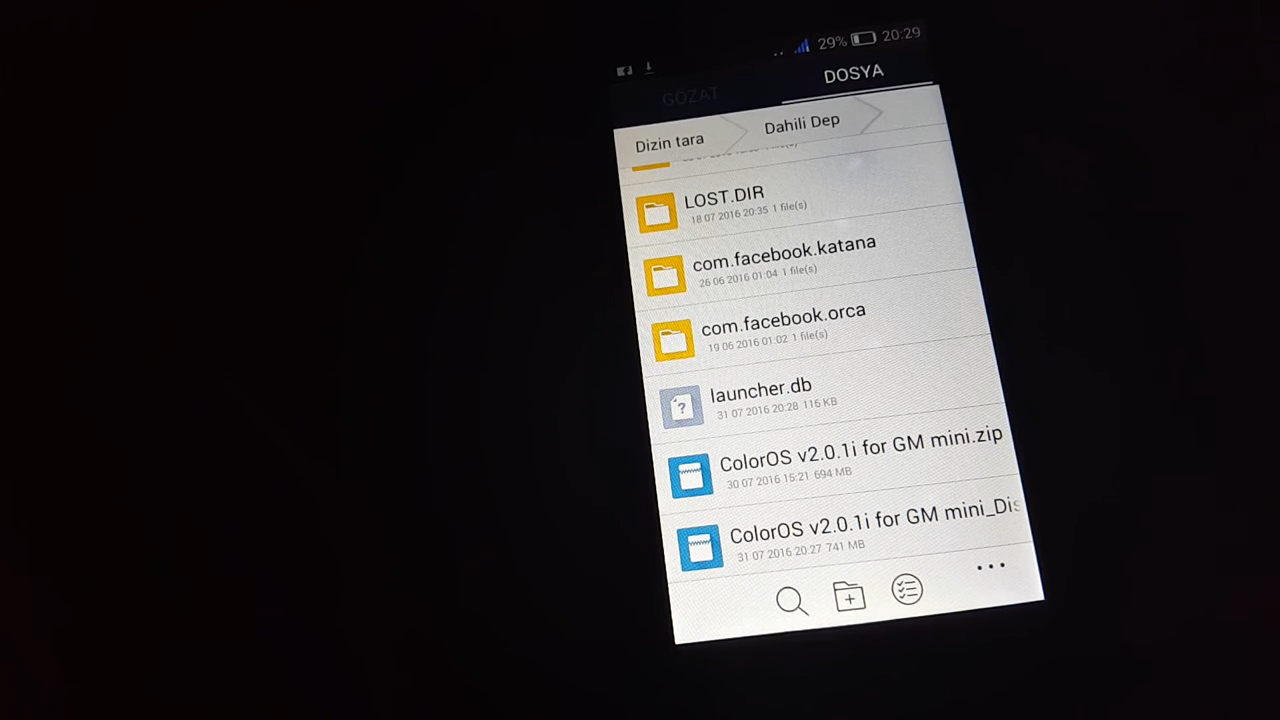 29% 20:29
GÖZAT DOSYA
Dizin tara Dahili Dep
LOST.DIR
18 07 2016 20:35 1 file(s)
com.facebook.katana
26 06 2016 01:04 1 file(s)
com.facebook.orca
19 06 2016 01:02 1 file(s)
launcher.db
31 07 2016 20:28 116 KB
ColorOS v2.0.1i for GM mini.zip
30 07 2016 15:21 694 MB
ColorOS v2.0.1i for GM mini_Dis
31 07 2016 20:27 741 MB